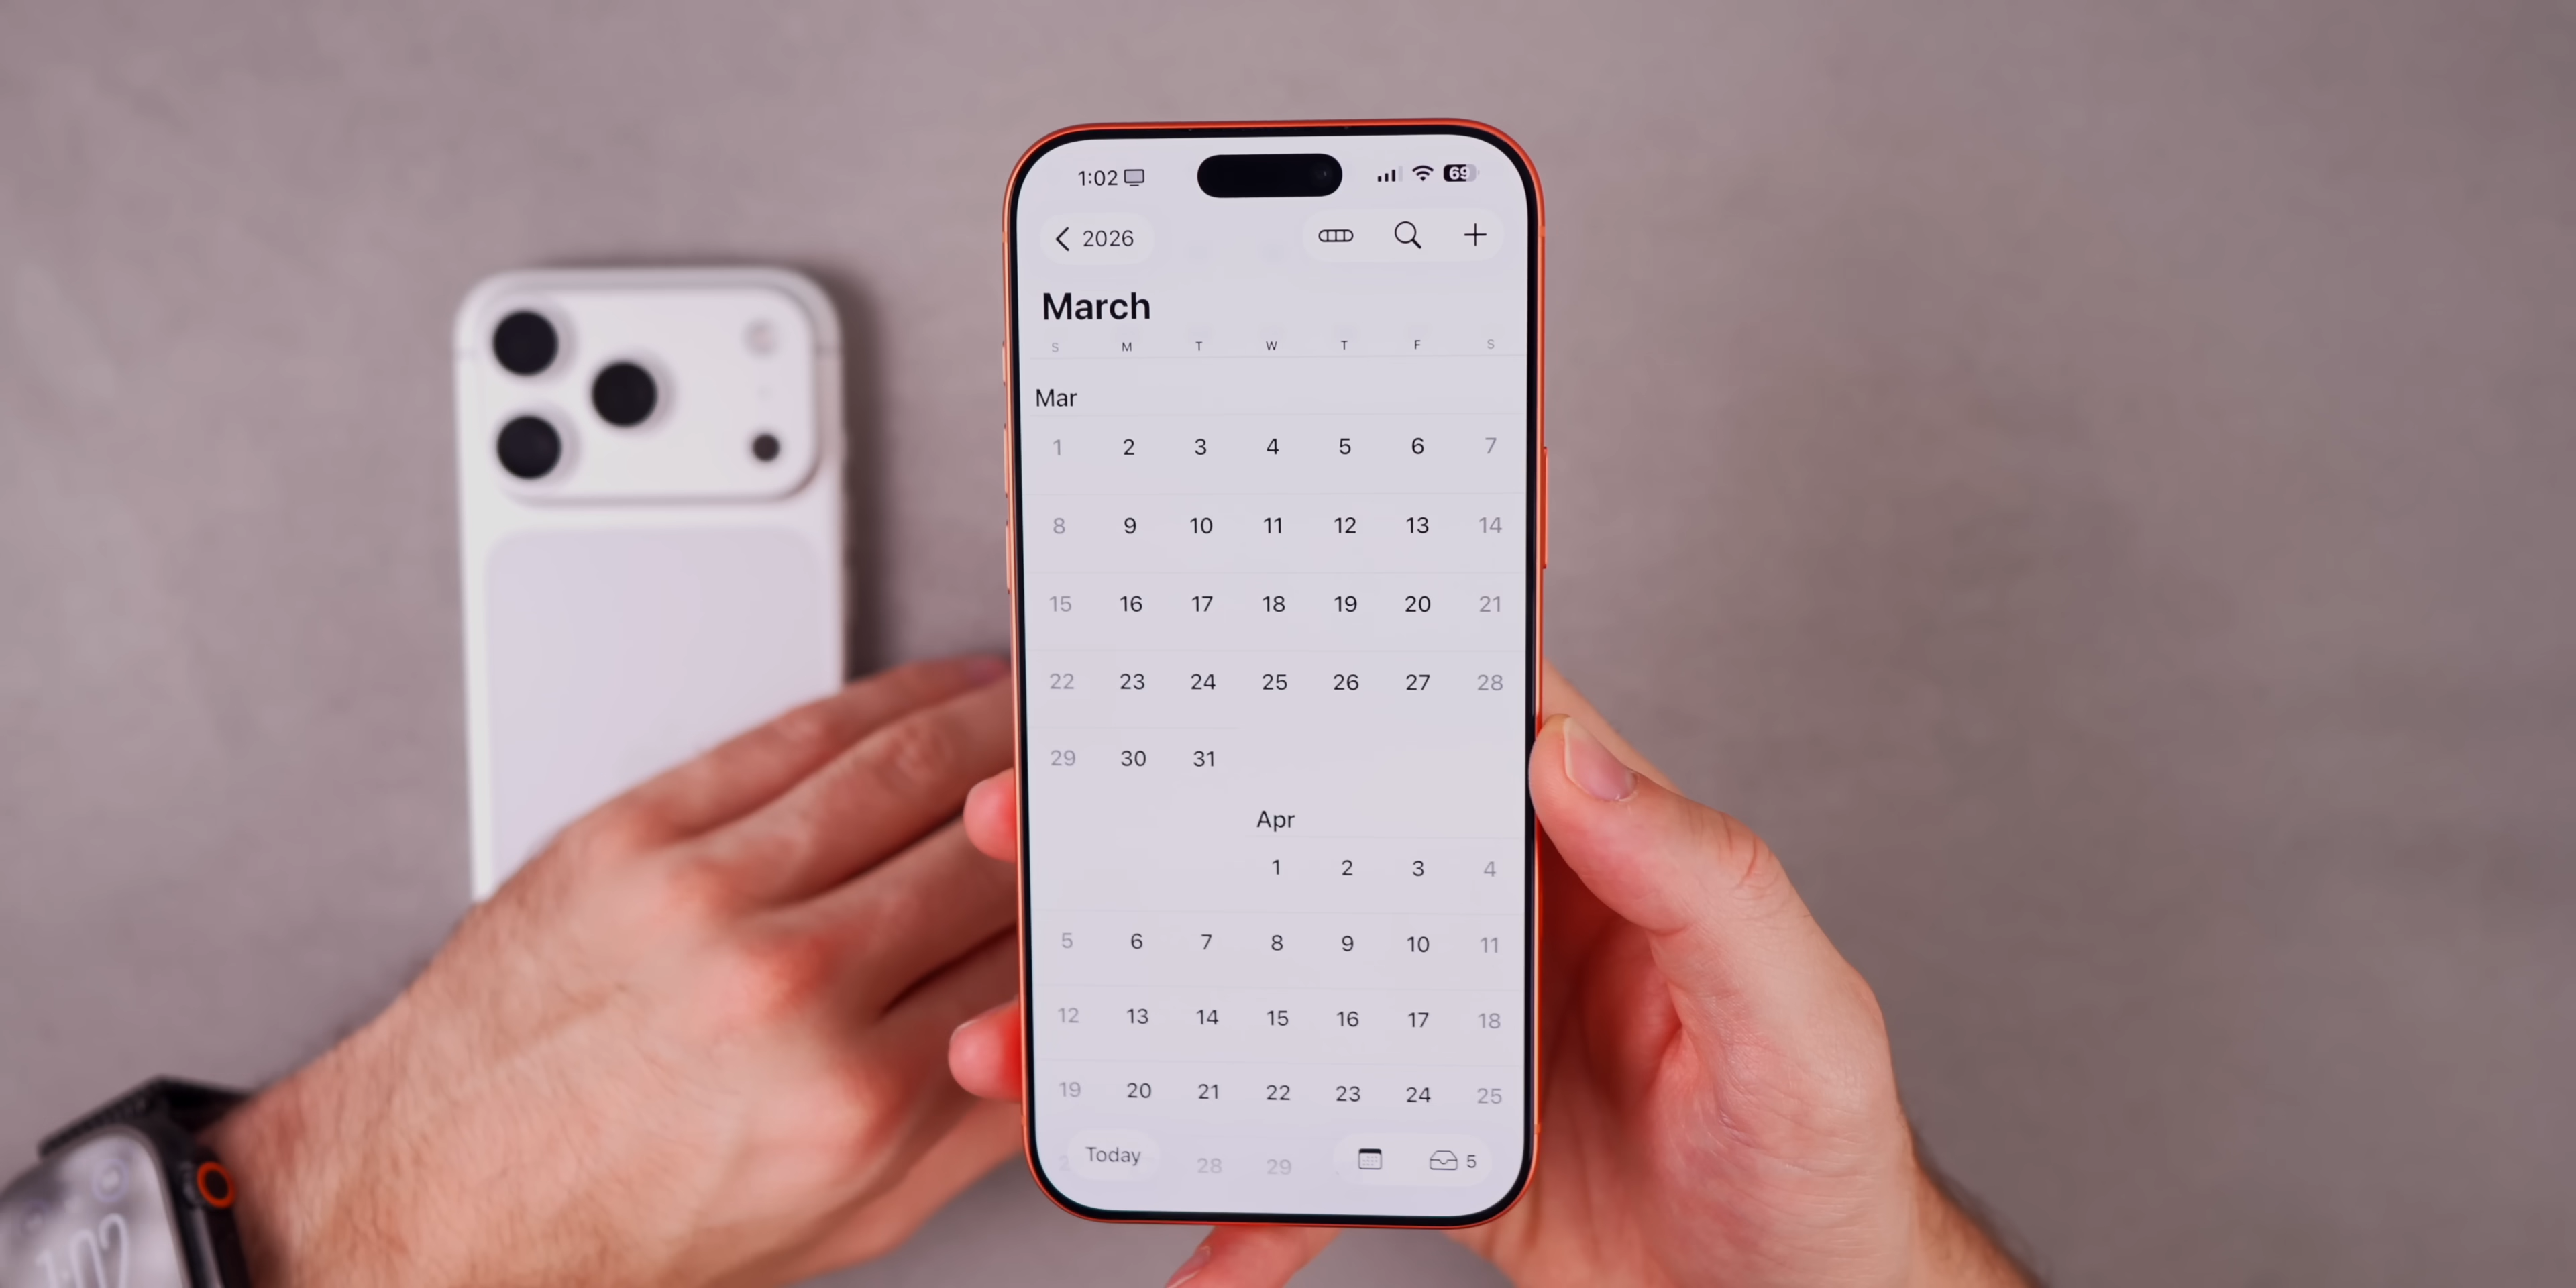 1:02 69
2026
March
S M T W T F S
Mar
1 2 3 4 5 6 7
8 9 10 11 12 13 14
15 16 17 18 19 20 21
22 23 24 25 26 27 28
29 30 31
Apr
1 2 3 4
5 6 7 8 9 10 11
12 13 14 15 16 17 18
19 20 21 22 23 24 25
Today 28 29 5
1:02